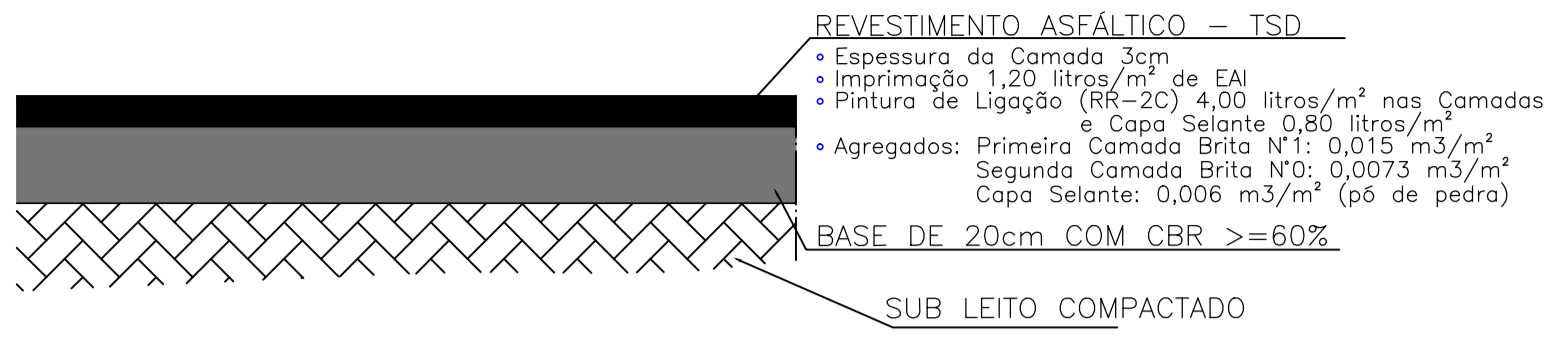 REVESTIMENTO ASFÁLTICO – TSD
Espessura da Camada 3cm
Imprimação 1,20 litros/m² de EAI
Pintura de Ligação (RR–2C) 4,00 litros/m² nas Camadas
e Capa Selante 0,80 litros/m²
Agregados: Primeira Camada Brita N°1: 0,015 m3/m²
Segunda Camada Brita N°0: 0,0073 m3/m²
Capa Selante: 0,006 m3/m² (pó de pedra)
BASE DE 20cm COM CBR >=60%
SUB LEITO COMPACTADO